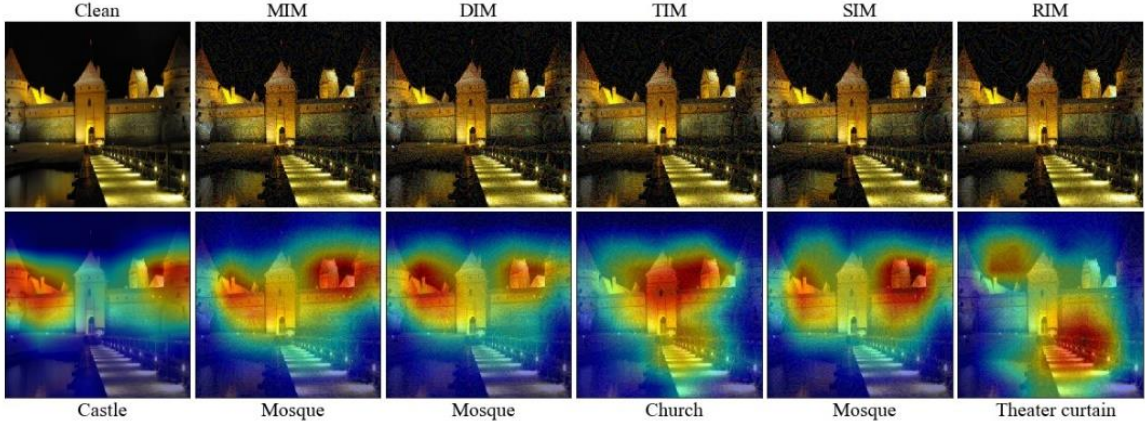 Clean MIM DIM TIM SIM RIM
Castle Mosque Mosque Church Mosque Theater curtain